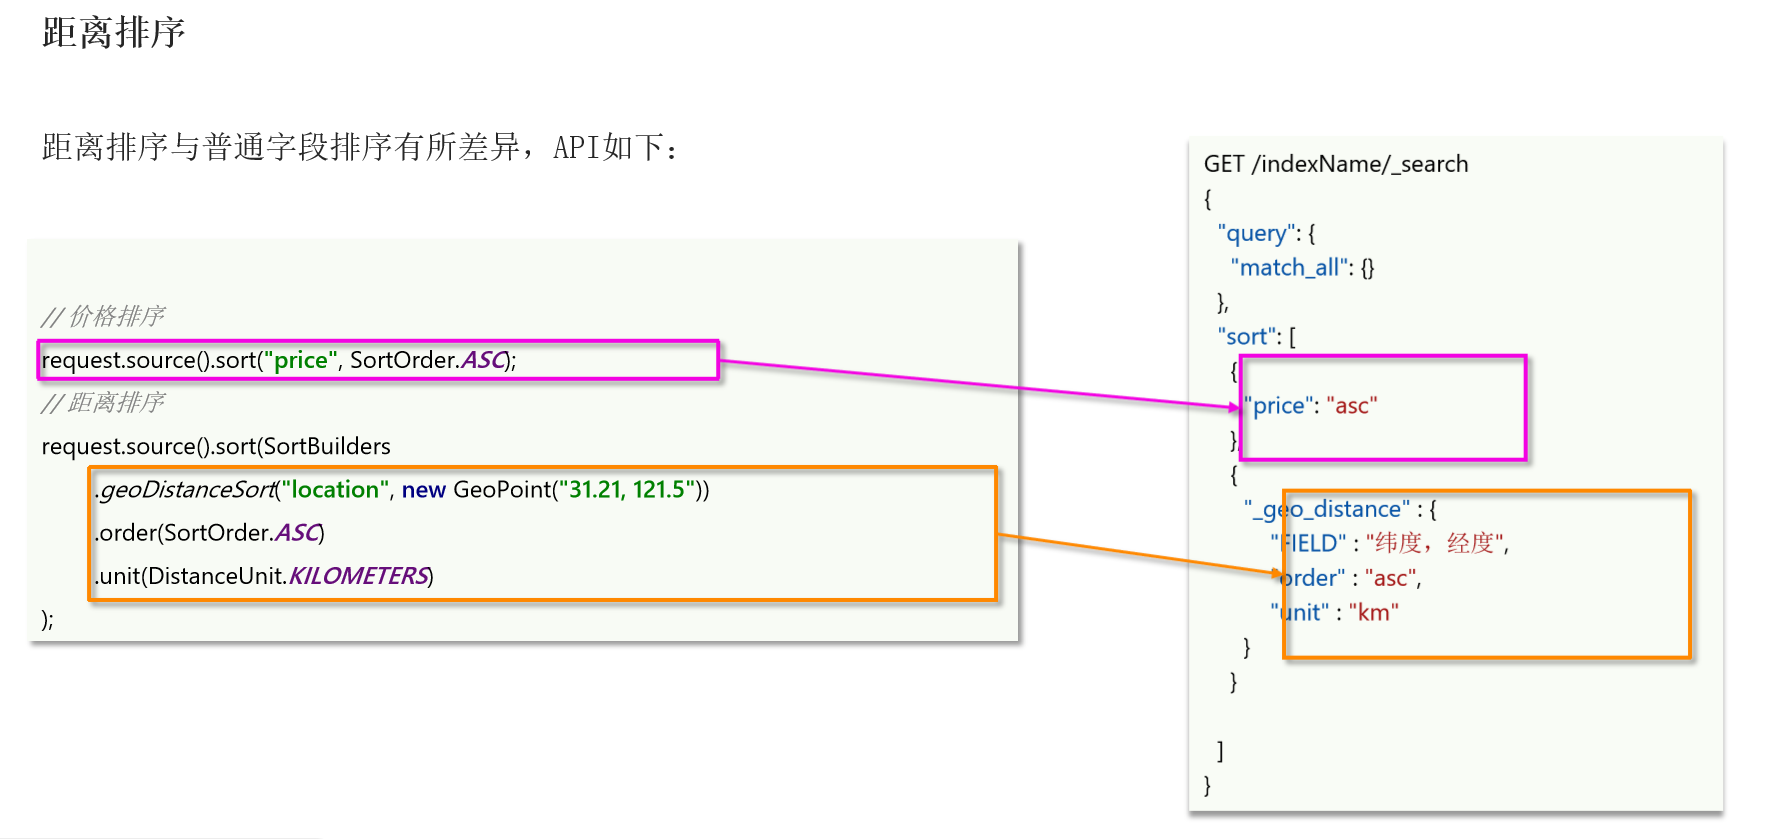 距离排序
距离排序与普通字段排序有所差异，API如下：
// 价格排序
request.source().sort("price", SortOrder.ASC);
// 距离排序
request.source().sort(SortBuilders
.geoDistanceSort("location", new GeoPoint("31.21, 121.5"))
.order(SortOrder.ASC)
.unit(DistanceUnit.KILOMETERS)
);
GET /indexName/_search
{
"query": {
"match_all": {}
},
"sort": [
{
"price": "asc"
},
{
"_geo_distance" : {
"FIELD" : "纬度，经度",
"order" : "asc",
"unit" : "km"
}
}
]
}